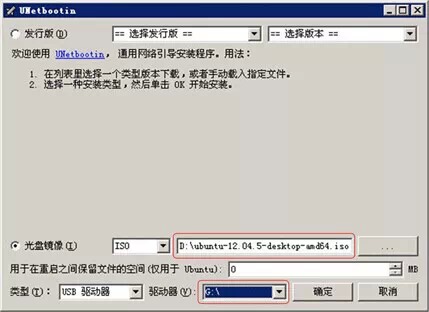 UNetbootin
发行版(D) == 选择发行版 == == 选择版本 ==
欢迎使用 UNetbootin, 通用网络引导安装程序。用法:
1. 在列表里选择一个类型版本下载, 或者手动载入指定文件。
2. 选择一种安装类型, 然后单击 OK 开始安装。
光盘镜像(I) ISO D:\ubuntu-12.04.5-desktop-amd64.iso ...
用于在重启之间保留文件的空间(仅用于 Ubuntu): 0 MB
类型(T): USB 驱动器 驱动器(V): G:\ 确定 取消